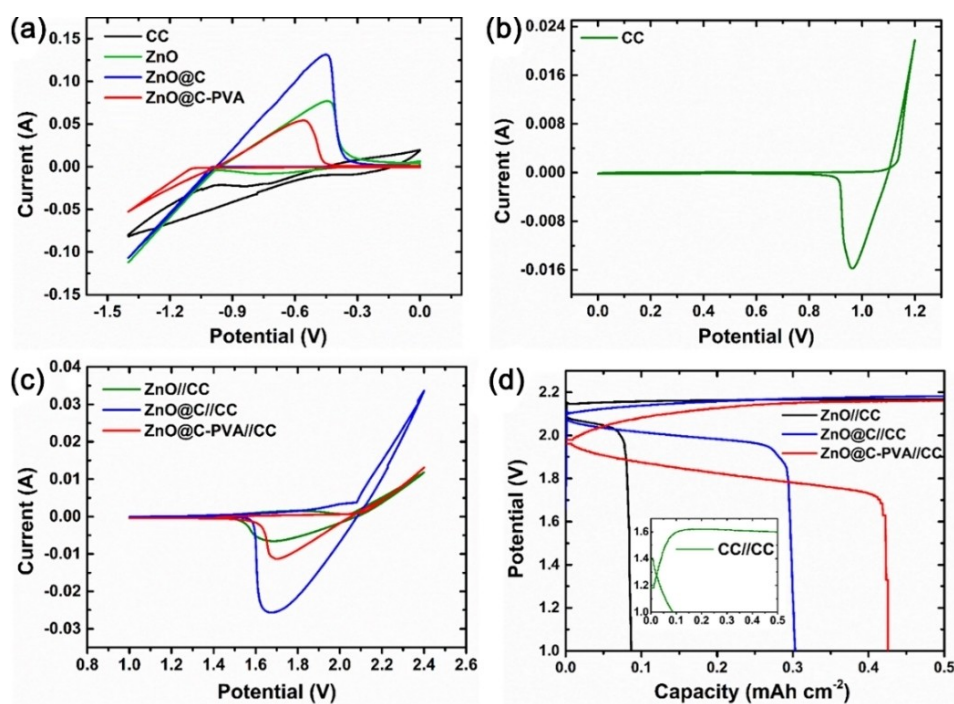 (a)
0.15
0.10
0.05
0.00
-0.05
-0.10
-0.15
Current (A)
CC
ZnO
ZnO@C
ZnO@C-PVA
-1.5 -1.2 -0.9 -0.6 -0.3 0.0
Potential (V)
(b)
0.024
0.016
0.008
0.000
-0.008
-0.016
Current (A)
CC
0.0 0.2 0.4 0.6 0.8 1.0 1.2
Potential (V)
(c)
0.04
0.03
0.02
0.01
0.00
-0.01
-0.02
-0.03
Current (A)
ZnO//CC
ZnO@C//CC
ZnO@C-PVA//CC
0.8 1.0 1.2 1.4 1.6 1.8 2.0 2.2 2.4 2.6
Potential (V)
(d)
2.2
2.0
1.8
1.6
1.4
1.2
1.0
Potential (V)
ZnO//CC
ZnO@C//CC
ZnO@C-PVA//CC
1.6
1.4
1.2
1.0
CC//CC
0.0 0.1 0.2 0.3 0.4 0.5
0.0 0.1 0.2 0.3 0.4 0.5
Capacity (mAh cm⁻²)